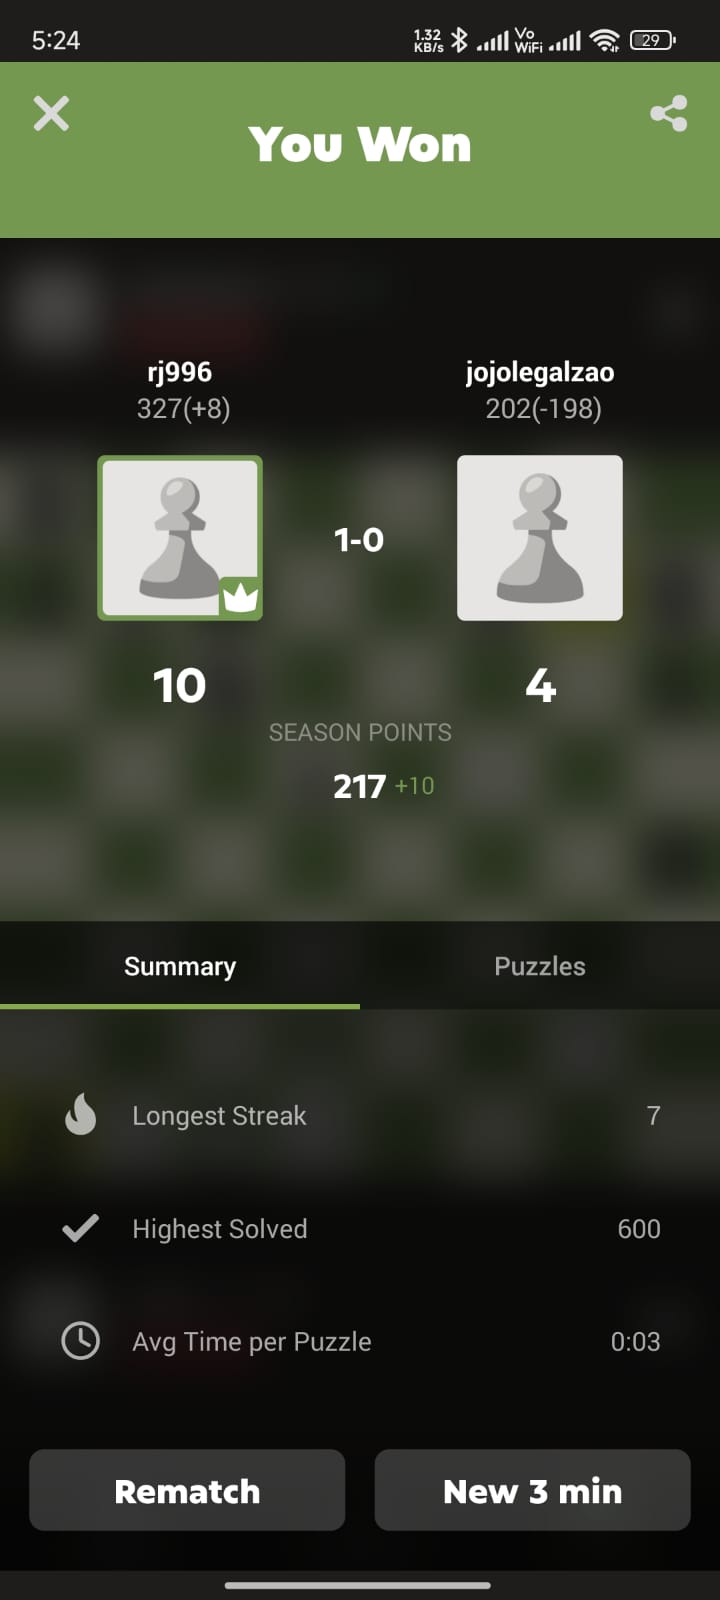 5:24
1.32 KB/s
Vo WiFi
29
You Won
rj996
327(+8)
jojolegalzao
202(-198)
1-0
10
4
SEASON POINTS
217 +10
Summary
Puzzles
Longest Streak
7
Highest Solved
600
Avg Time per Puzzle
0:03
Rematch
New 3 min